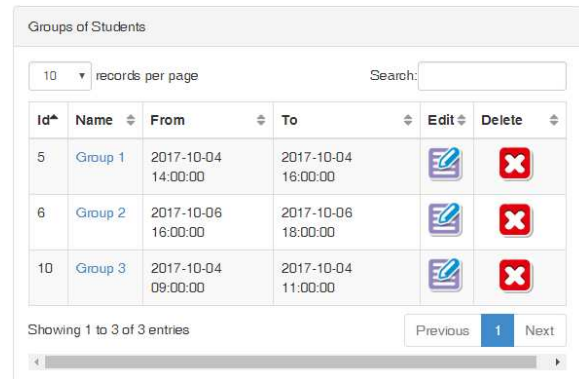 Groups of Students
10 records per page Search:
Id Name From To Edit Delete
5 Group 1 2017-10-04 2017-10-04
14:00:00 16:00:00
6 Group 2 2017-10-06 2017-10-06
16:00:00 18:00:00
10 Group 3 2017-10-04 2017-10-04
09:00:00 11:00:00
Showing 1 to 3 of 3 entries Previous 1 Next